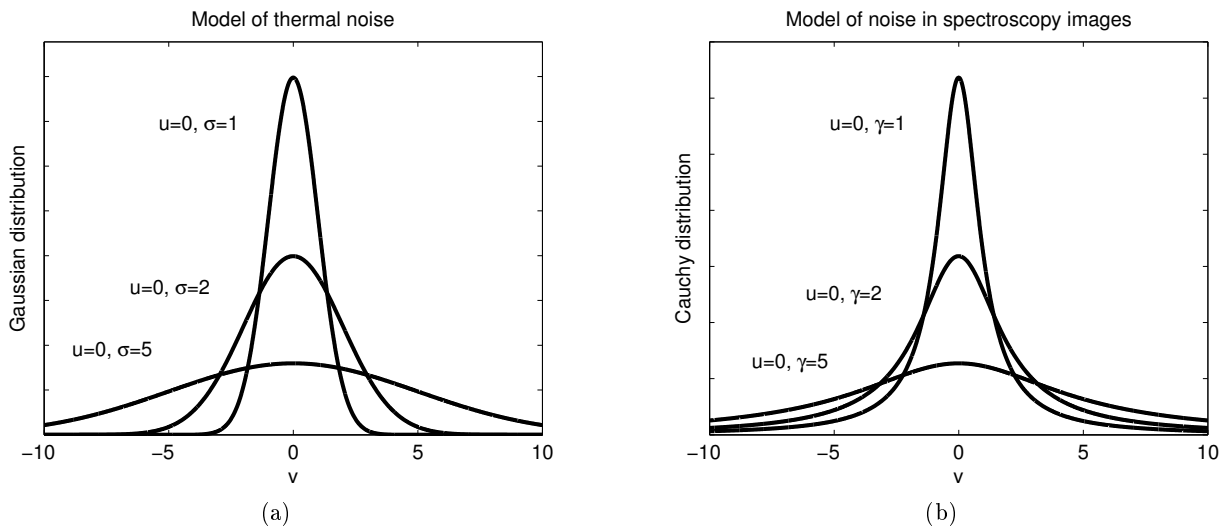 Model of thermal noise
Gaussian distribution
u=0, σ=1
u=0, σ=2
u=0, σ=5
−10 −5 0 5 10
v
(a)
Model of noise in spectroscopy images
Cauchy distribution
u=0, γ=1
u=0, γ=2
u=0, γ=5
−10 −5 0 5 10
v
(b)